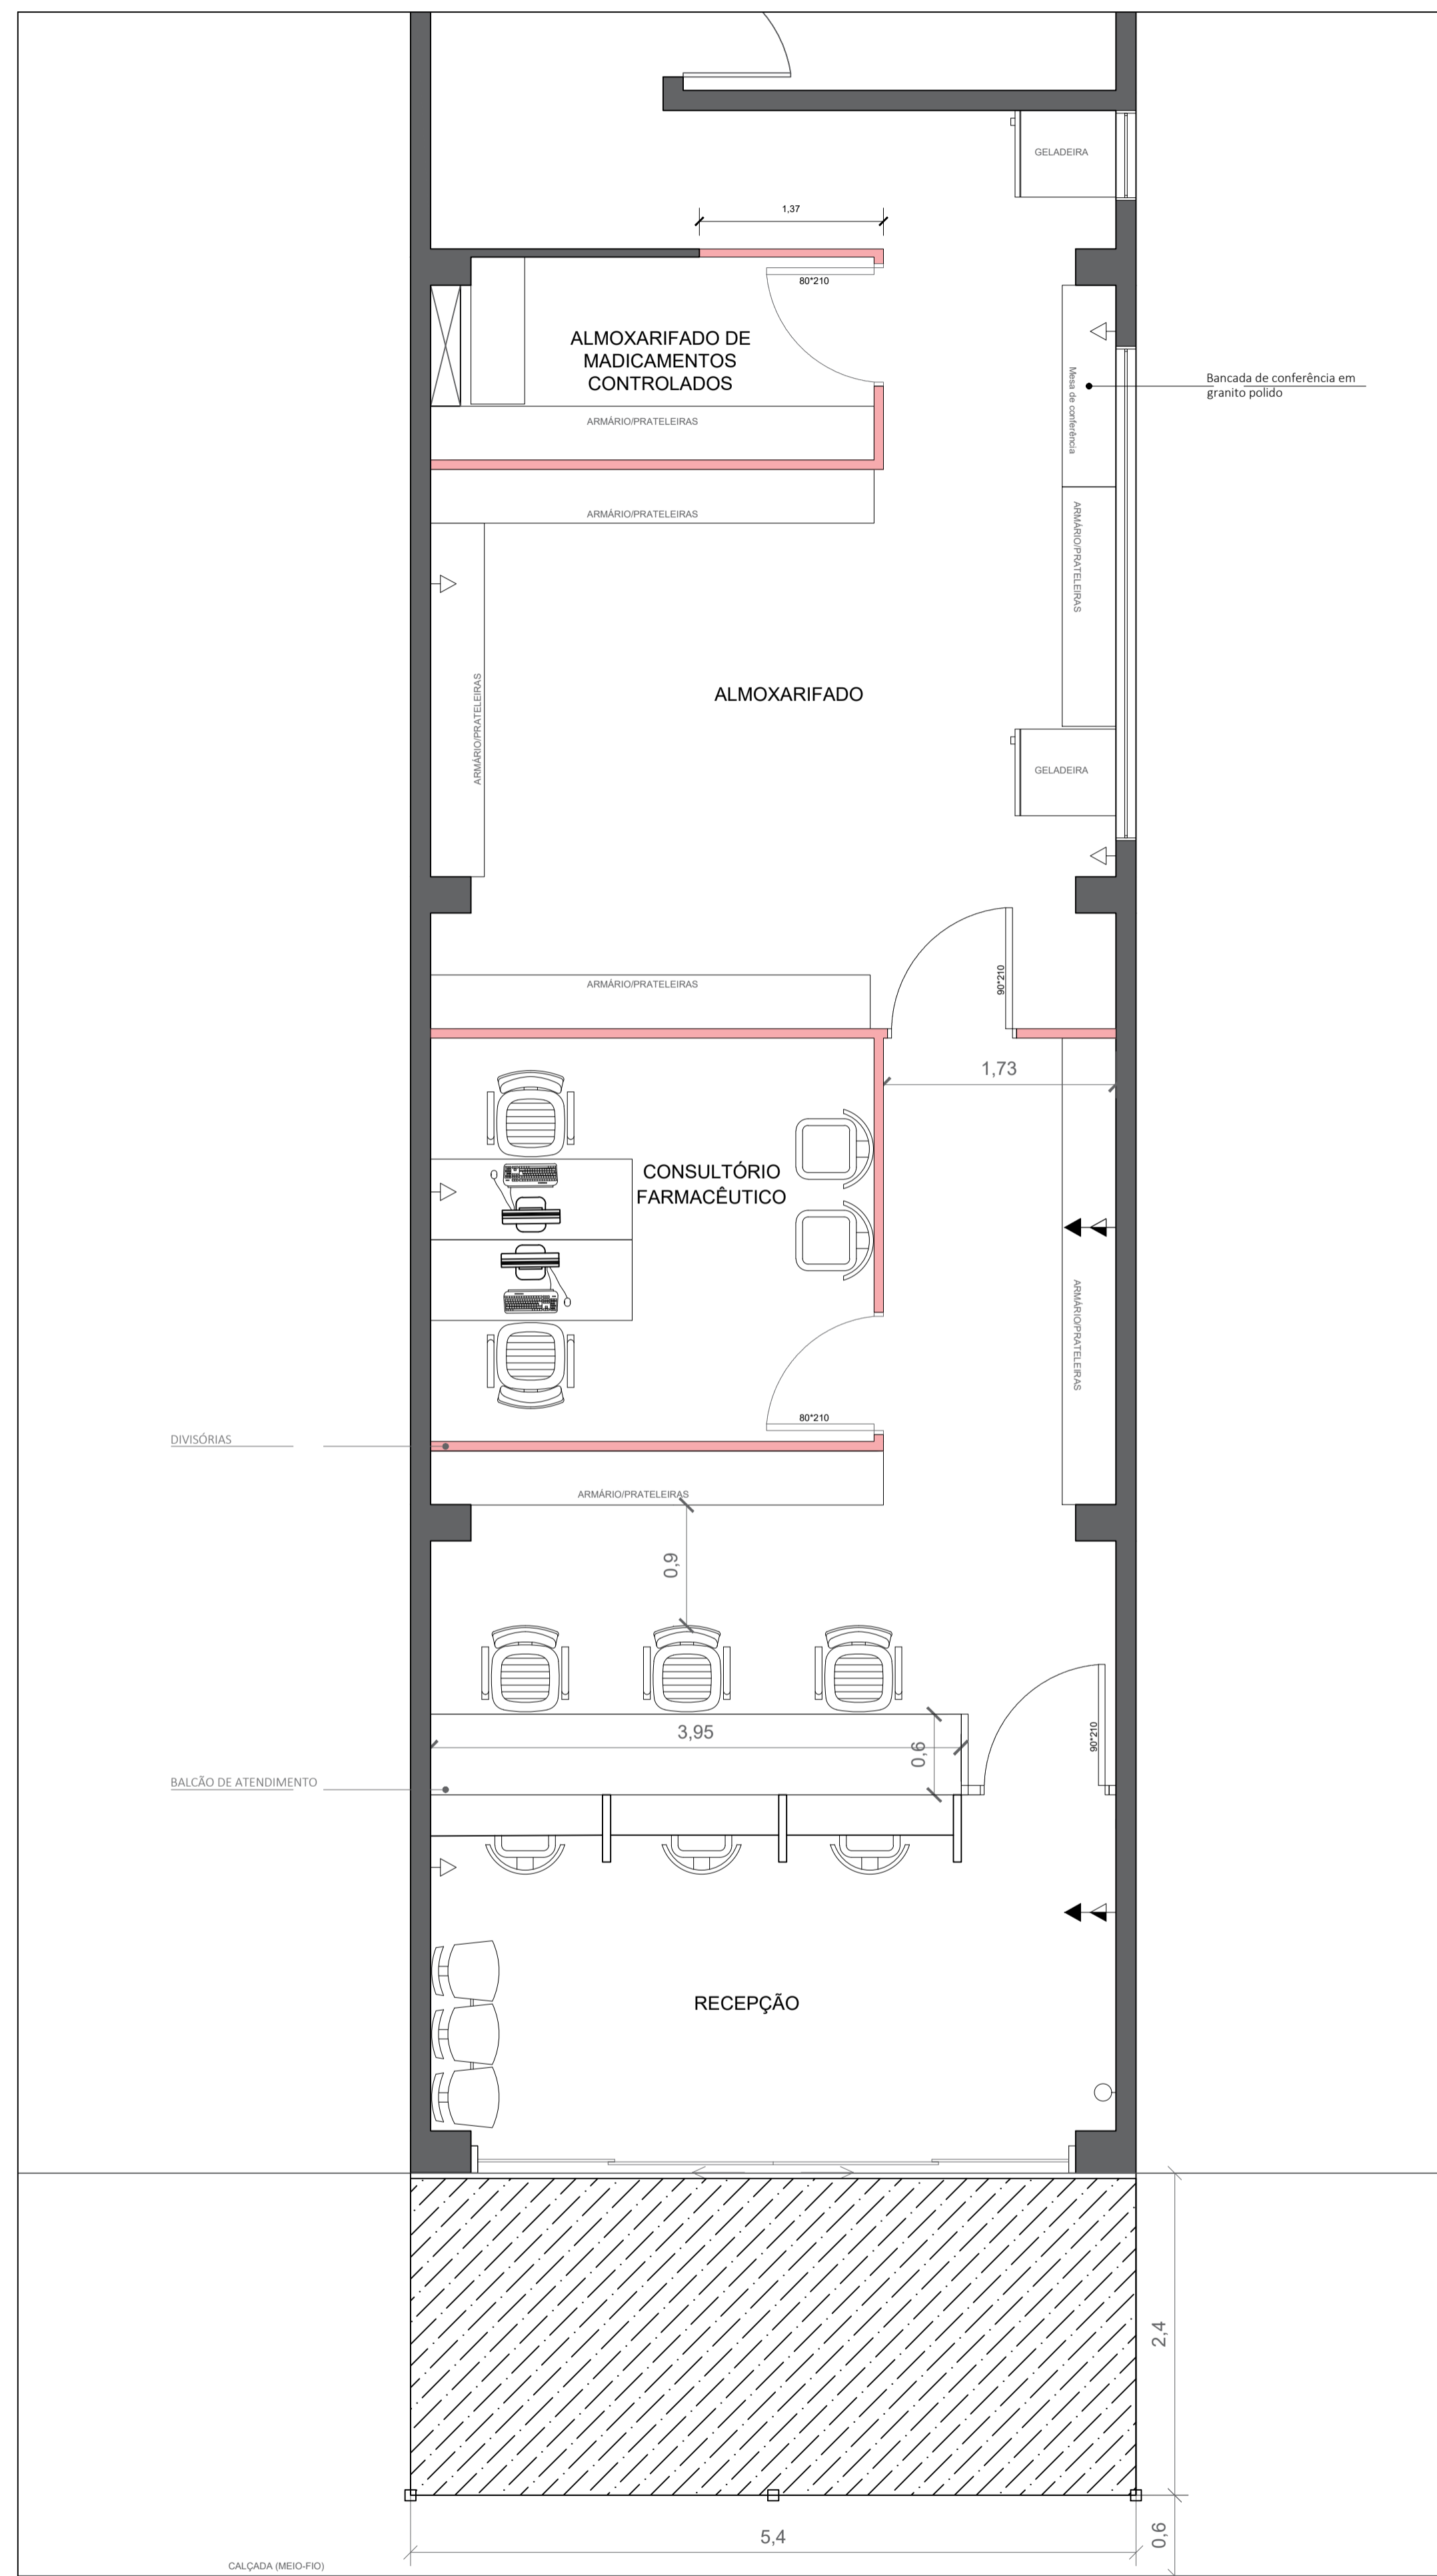 GELADEIRA
1,37
80*210
ALMOXARIFADO DE
MADICAMENTOS
CONTROLADOS
Mesa de conferência
Bancada de conferência em
granito polido
ARMÁRIO/PRATELEIRAS
ARMÁRIO/PRATELEIRAS
ARMÁRIO/PRATELEIRAS
ARMÁRIO/PRATELEIRAS
ALMOXARIFADO
GELADEIRA
ARMÁRIO/PRATELEIRAS
90*210
1,73
CONSULTÓRIO
FARMACÊUTICO
ARMÁRIO/PRATELEIRAS
80*210
DIVISÓRIAS
ARMÁRIO/PRATELEIRAS
0,9
3,95
0,6
90*210
BALCÃO DE ATENDIMENTO
RECEPÇÃO
2,4
5,4
0,6
CALÇADA (MEIO-FIO)